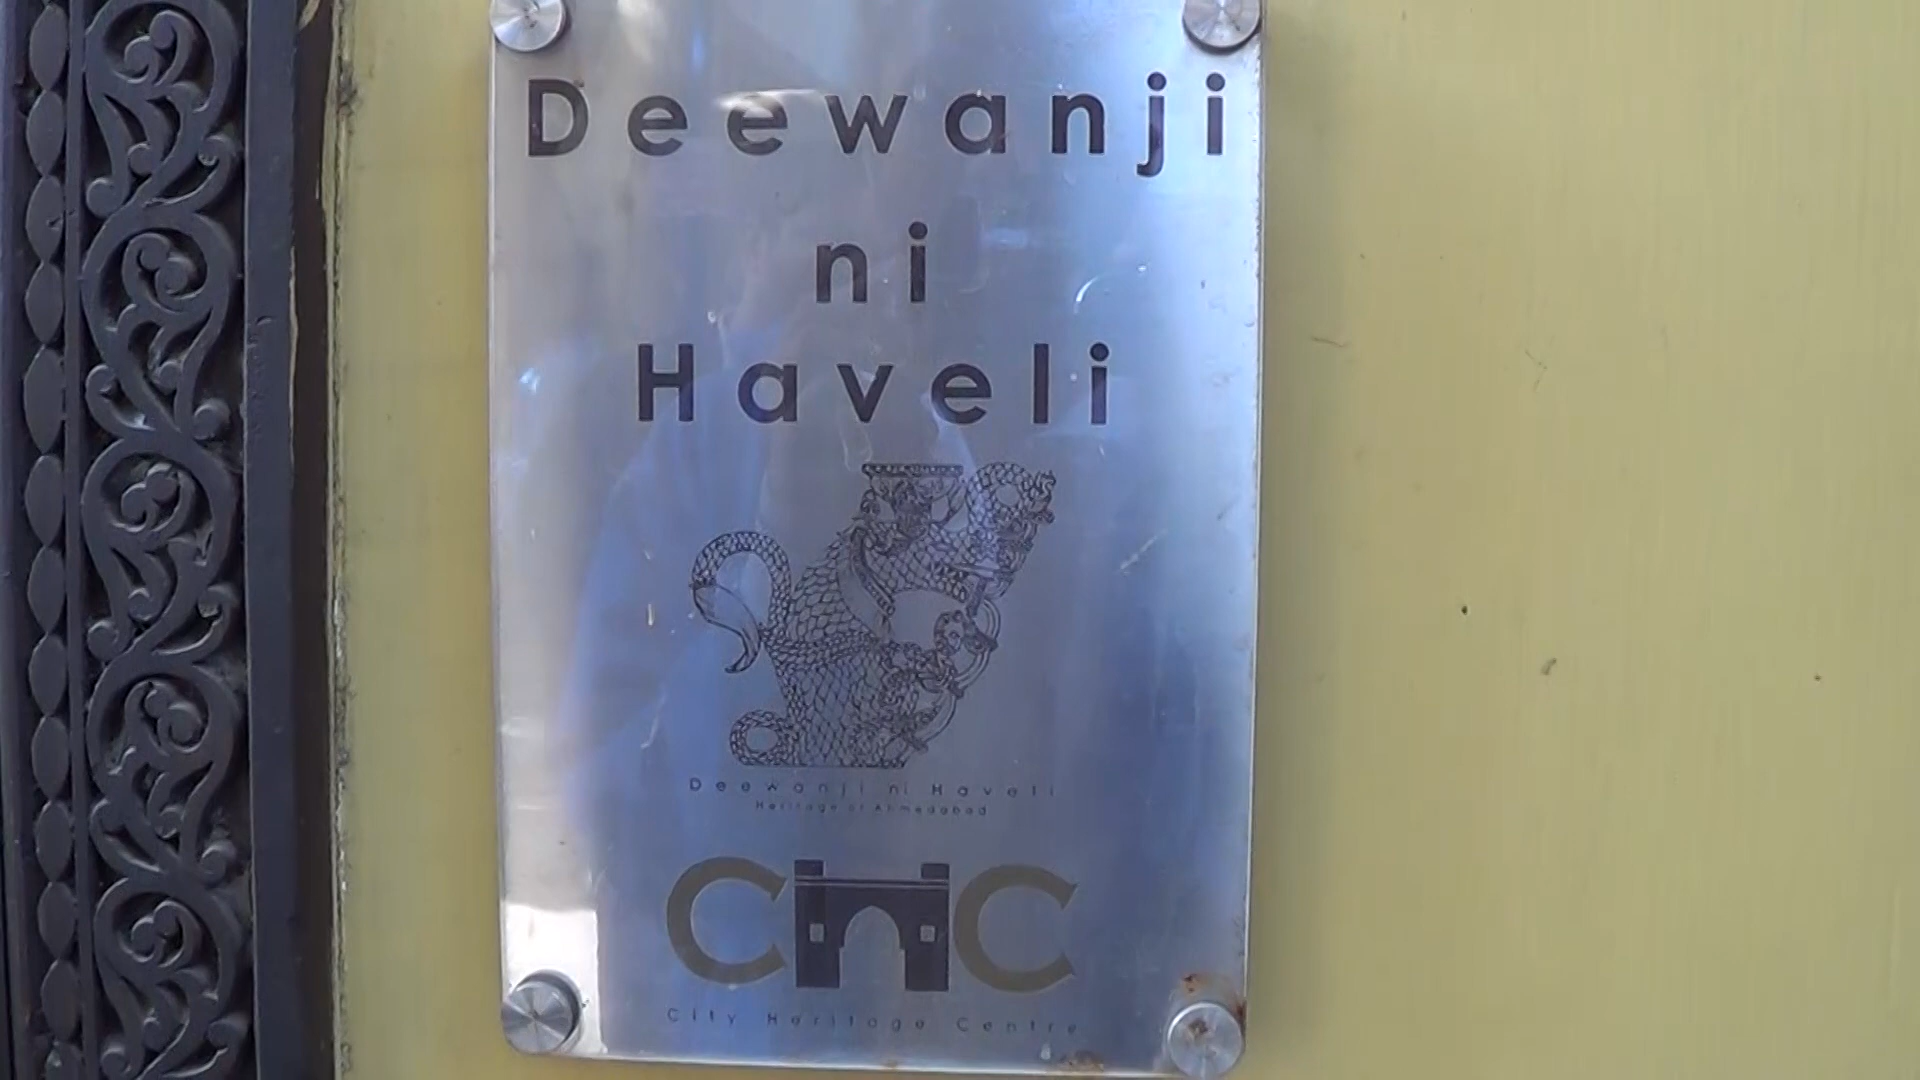 Deewanji
ni
Haveli
Deewanji ni Haveli
Heritage of Ahmedabad
CHC
City Heritage Centre